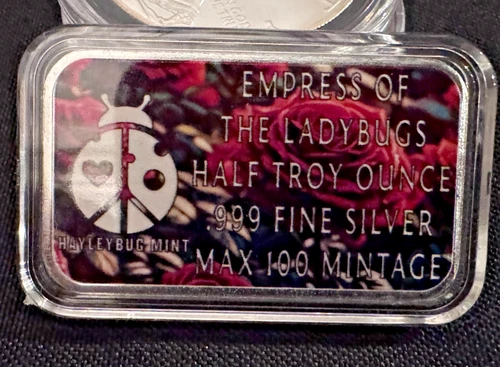 EMPRESS OF
THE LADYBUGS
HALF TROY OUNCE
.999 FINE SILVER
MAX 100 MINTAGE
HAYLEYBUG MINT